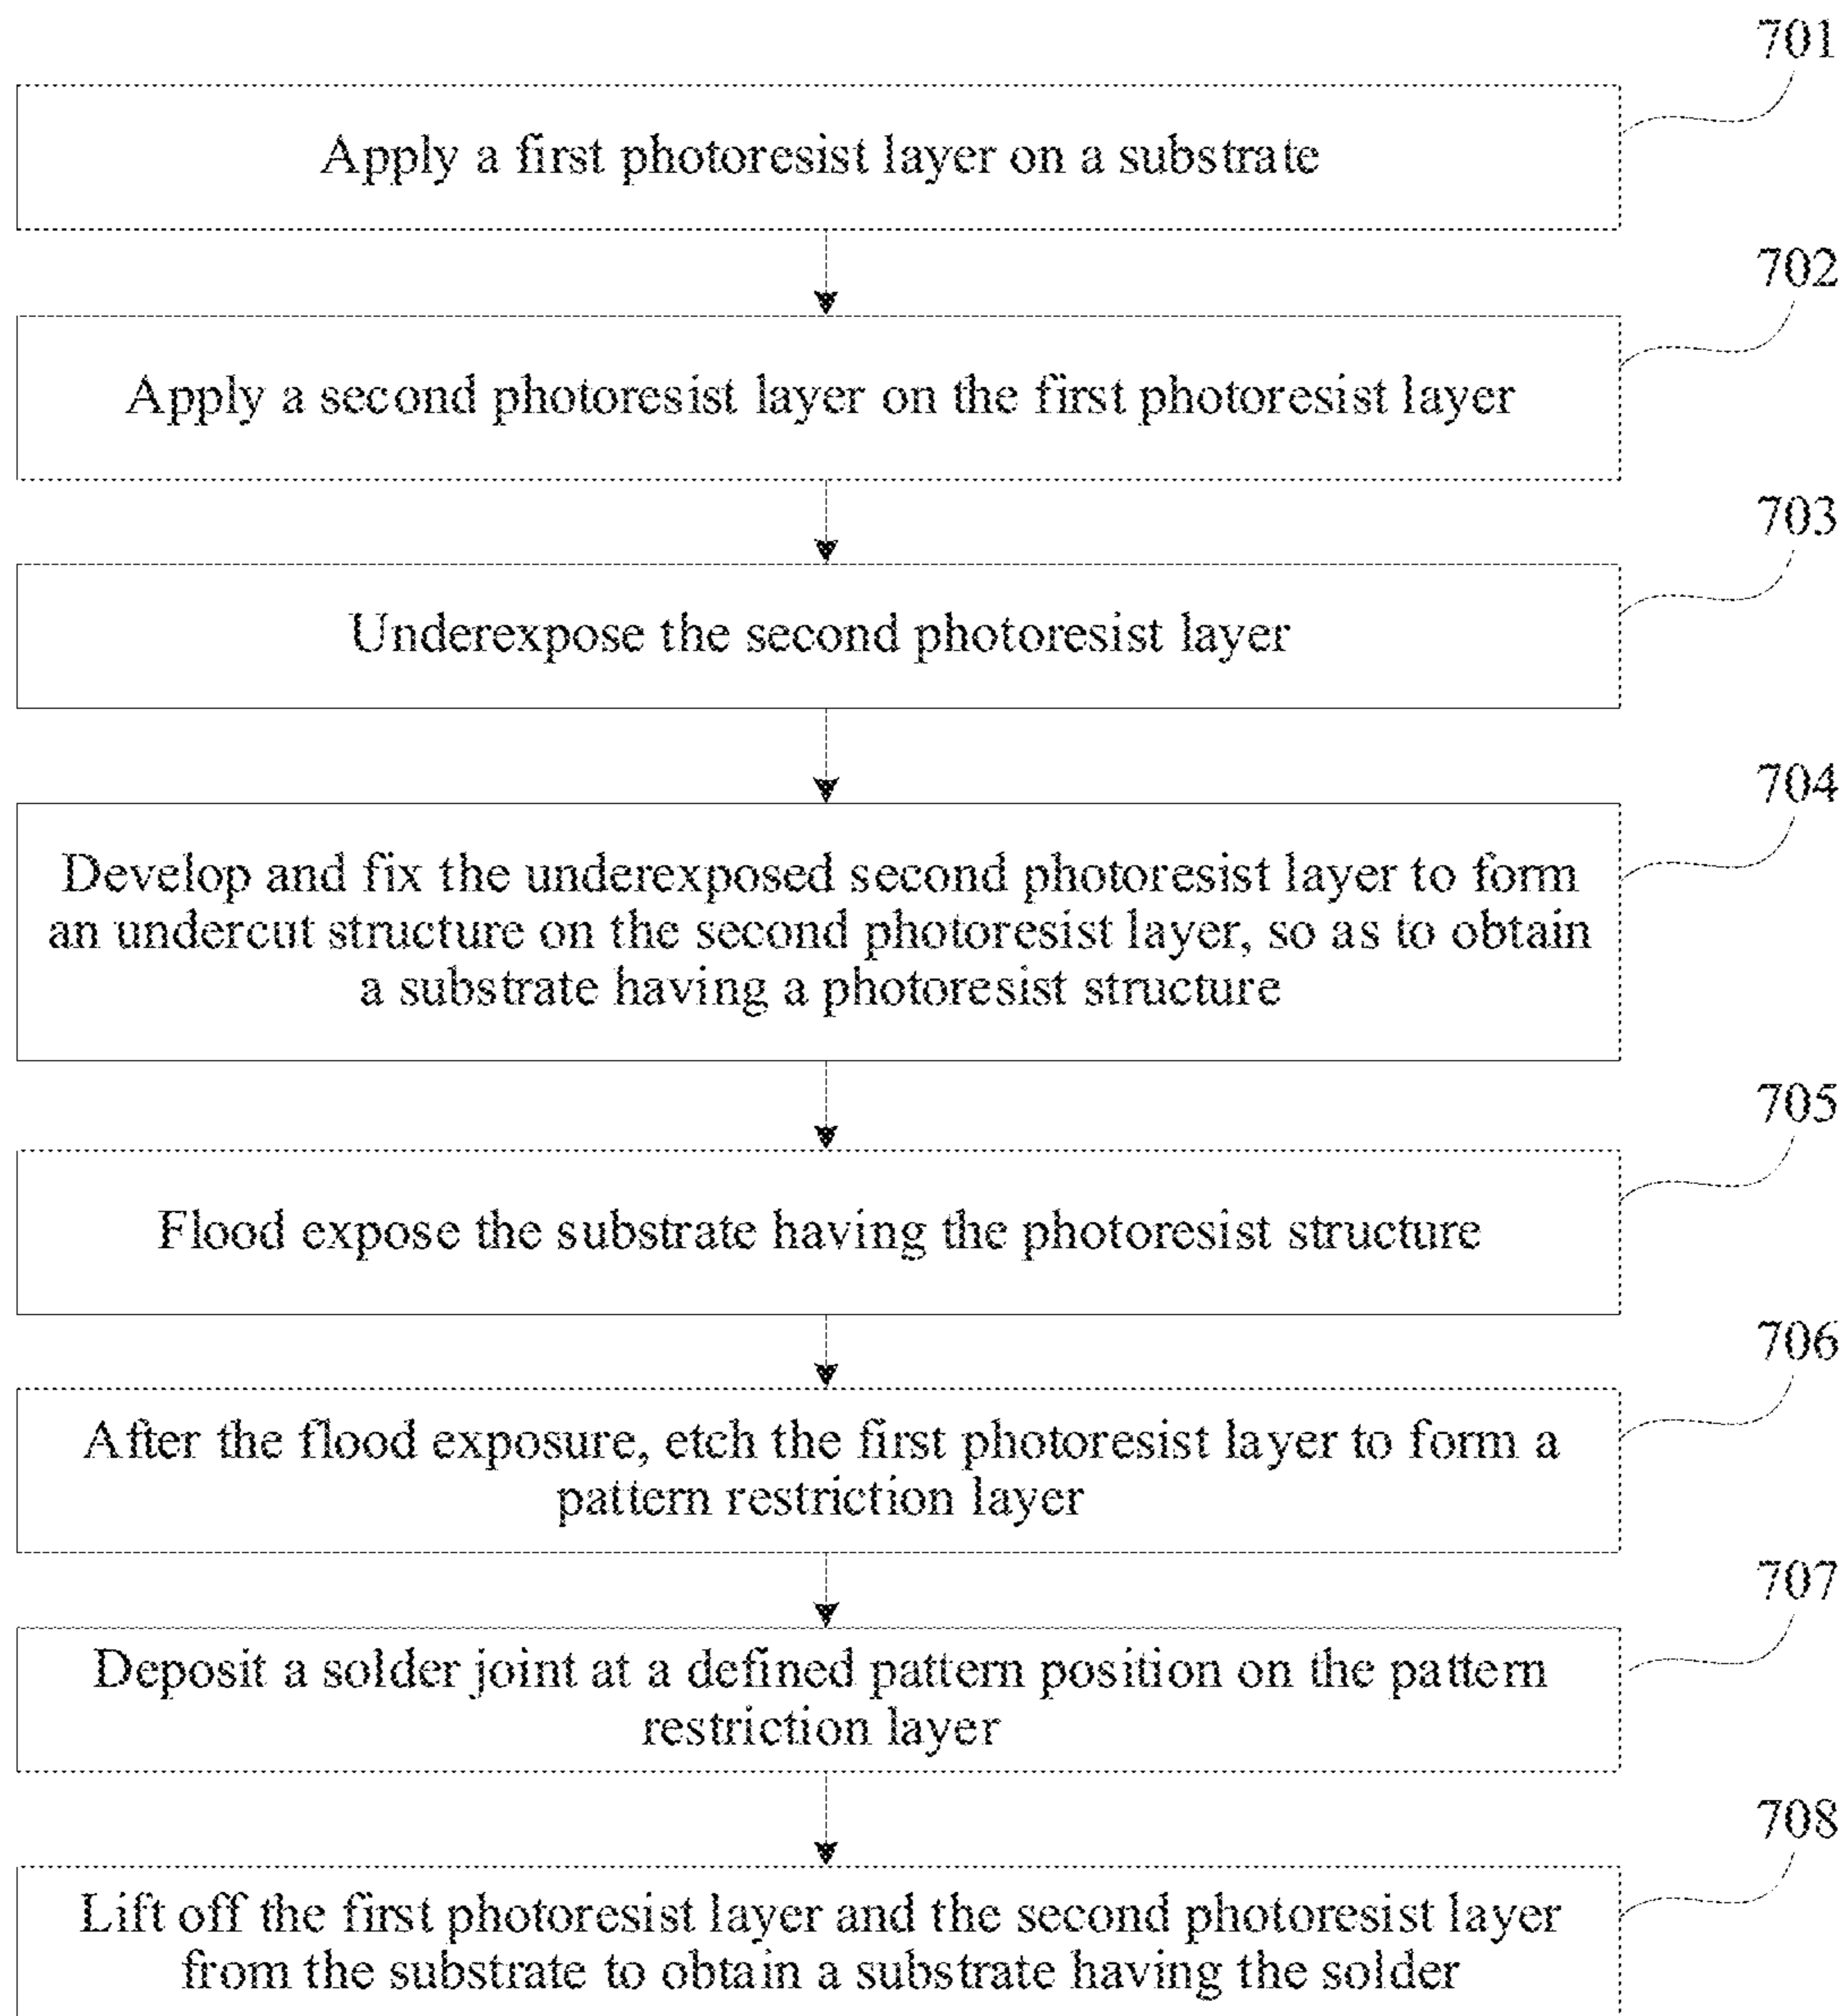 701
Apply a first photoresist layer on a substrate
702
Apply a second photoresist layer on the first photoresist layer
703
Underexpose the second photoresist layer
704
Develop and fix the underexposed second photoresist layer to form
an undercut structure on the second photoresist layer, so as to obtain
a substrate having a photoresist structure
705
Flood expose the substrate having the photoresist structure
706
After the flood exposure, etch the first photoresist layer to form a
pattern restriction layer
707
Deposit a solder joint at a defined pattern position on the pattern
restriction layer
708
Lift off the first photoresist layer and the second photoresist layer
from the substrate to obtain a substrate having the solder